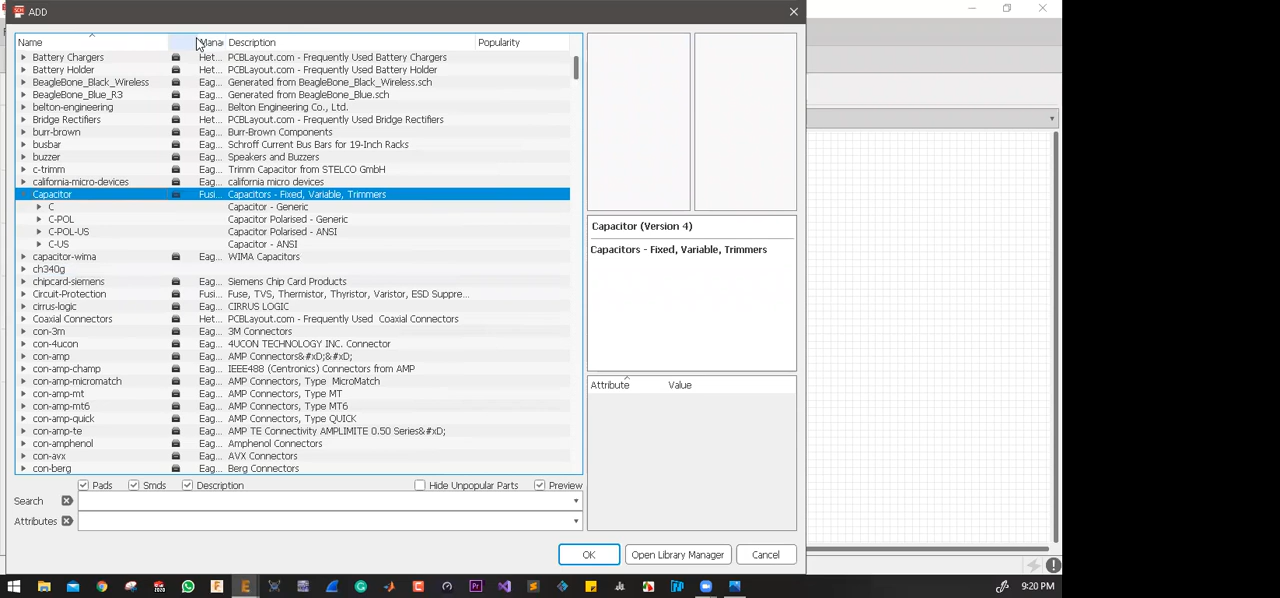 ADD
Name Mana Description Popularity
Battery Chargers Het... PCBLayout.com - Frequently Used Battery Chargers
Battery Holder Het... PCBLayout.com - Frequently Used Battery Holder
BeagleBone_Black_Wireless Eag... Generated from BeagleBone_Black_Wireless.sch
BeagleBone_Blue_R3 Eag... Generated from BeagleBone_Blue.sch
belton-engineering Eag... Belton Engineering Co., Ltd.
Bridge Rectifiers Het... PCBLayout.com - Frequently Used Bridge Rectifiers
burr-brown Eag... Burr-Brown Components
busbar Eag... Schroff Current Bus Bars for 19-Inch Racks
buzzer Eag... Speakers and Buzzers
c-trimm Eag... Trimm Capacitor from STELCO GmbH
california-micro-devices Eag... california micro devices
Capacitor Fusi... Capacitors - Fixed, Variable, Trimmers
C Capacitor - Generic
C-POL Capacitor Polarised - Generic
C-POL-US Capacitor Polarised - ANSI
C-US Capacitor - ANSI
capacitor-wima Eag... WIMA Capacitors
ch340g
chipcard-siemens Eag... Siemens Chip Card Products
Circuit-Protection Fusi... Fuse, TVS, Thermistor, Thyristor, Varistor, ESD Suppre...
cirrus-logic Eag... CIRRUS LOGIC
Coaxial Connectors Het... PCBLayout.com - Frequently Used Coaxial Connectors
con-3m Eag... 3M Connectors
con-4ucon Eag... 4UCON TECHNOLOGY INC. Connector
con-amp Eag... AMP Connectors&#xD;&#xD;
con-amp-champ Eag... IEEE488 (Centronics) Connectors from AMP
con-amp-micromatch Eag... AMP Connectors, Type MicroMatch
con-amp-mt Eag... AMP Connectors, Type MT
con-amp-mt6 Eag... AMP Connectors, Type MT6
con-amp-quick Eag... AMP Connectors, Type QUICK
con-amp-te Eag... AMP TE Connectivity AMPLIMITE 0.50 Series&#xD;
con-amphenol Eag... Amphenol Connectors
con-avx Eag... AVX Connectors
con-berg Eag... Berg Connectors
Capacitor (Version 4)
Capacitors - Fixed, Variable, Trimmers
Attribute Value
Pads Smds Description Hide Unpopular Parts Preview
Search
Attributes
OK Open Library Manager Cancel
9:20 PM